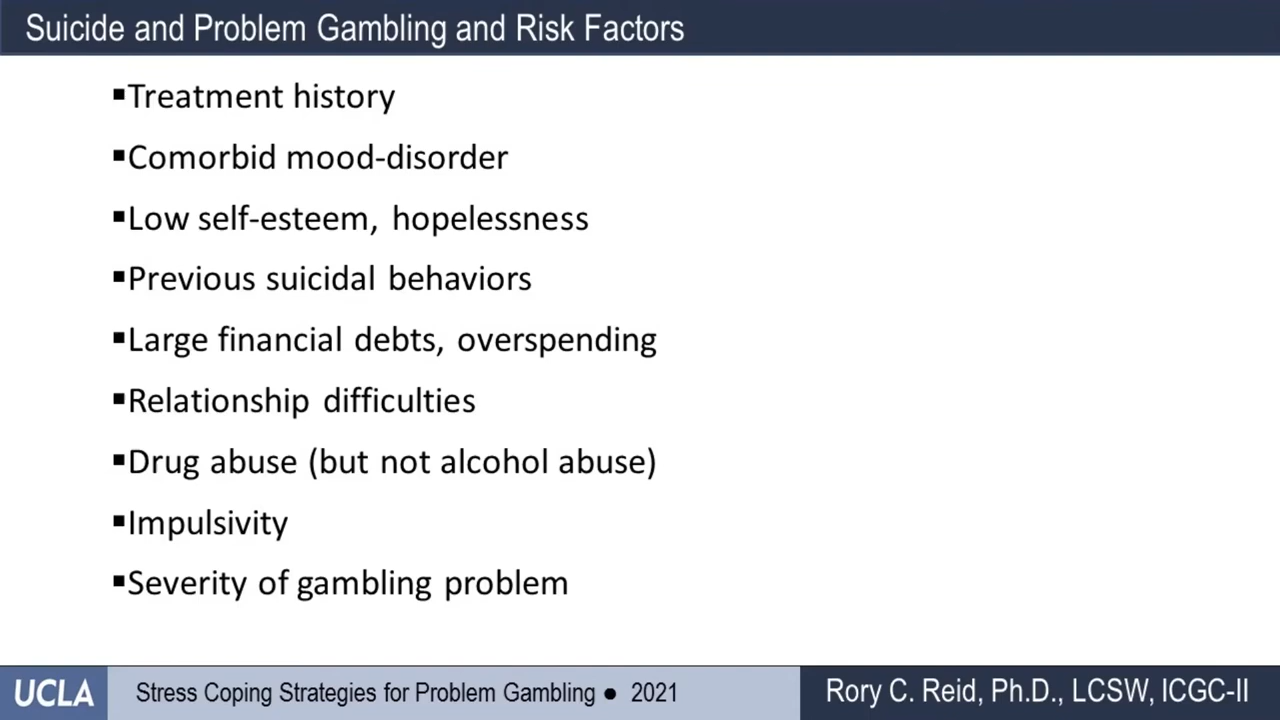 Suicide and Problem Gambling and Risk Factors
▪Treatment history
▪Comorbid mood-disorder
▪Low self-esteem, hopelessness
▪Previous suicidal behaviors
▪Large financial debts, overspending
▪Relationship difficulties
▪Drug abuse (but not alcohol abuse)
▪Impulsivity
▪Severity of gambling problem
UCLA Stress Coping Strategies for Problem Gambling ● 2021 Rory C. Reid, Ph.D., LCSW, ICGC-II